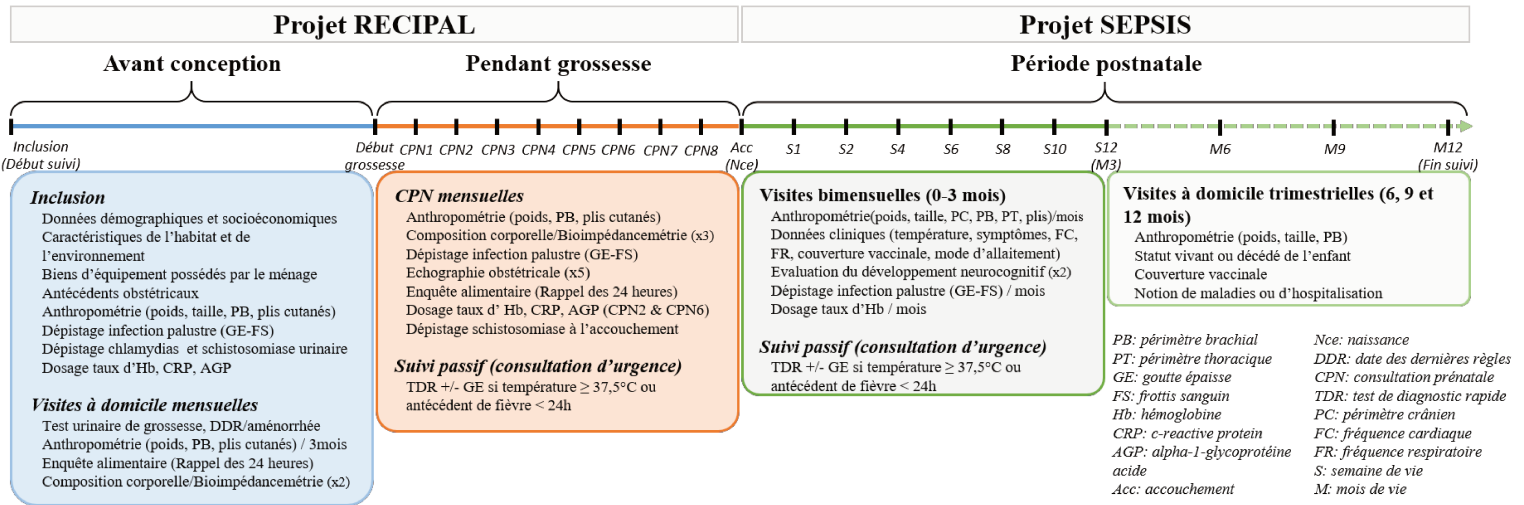 Projet RECIPAL
Projet SEPSIS
Avant conception
Pendant grossesse
Période postnatale
Inclusion
(Début suivi)
Début
grossesse
CPN1
CPN2
CPN3
CPN4
CPN5
CPN6
CPN7
CPN8
Acc
(Nce)
S1
S2
S4
S6
S8
S10
S12
(M3)
M6
M9
M12
(Fin suivi)
Inclusion
Données démographiques et socioéconomiques
Caractéristiques de l'habitat et de
l'environnement
Biens d'équipement possédés par le ménage
Antécédents obstétricaux
Anthropométrie (poids, taille, PB, plis cutanés)
Dépistage infection palustre (GE-FS)
Dépistage chlamydias et schistosomiase urinaire
Dosage taux d'Hb, CRP, AGP
Visites à domicile mensuelles
Test urinaire de grossesse, DDR/aménorrhée
Anthropométrie (poids, PB, plis cutanés) / 3mois
Enquête alimentaire (Rappel des 24 heures)
Composition corporelle/Bioimpédancemétrie (x2)
CPN mensuelles
Anthropométrie (poids, PB, plis cutanés)
Composition corporelle/Bioimpédancemétrie (x3)
Dépistage infection palustre (GE-FS)
Echographie obstétricale (x5)
Enquête alimentaire (Rappel des 24 heures)
Dosage taux d' Hb, CRP, AGP (CPN2 & CPN6)
Dépistage schistosomiase à l'accouchement
Suivi passif (consultation d'urgence)
TDR +/- GE si température ≥ 37,5°C ou
antécédent de fièvre < 24h
Visites bimensuelles (0-3 mois)
Anthropométrie(poids, taille, PC, PB, PT, plis)/mois
Données cliniques (température, symptômes, FC,
FR, couverture vaccinale, mode d'allaitement)
Evaluation du développement neurocognitif (x2)
Dépistage infection palustre (GE-FS) / mois
Dosage taux d'Hb / mois
Suivi passif (consultation d'urgence)
TDR +/- GE si température ≥ 37,5°C ou
antécédent de fièvre < 24h
Visites à domicile trimestrielles (6, 9 et
12 mois)
Anthropométrie (poids, taille, PB)
Statut vivant ou décédé de l'enfant
Couverture vaccinale
Notion de maladies ou d'hospitalisation
PB: périmètre brachial
PT: périmètre thoracique
GE: goutte épaisse
FS: frottis sanguin
Hb: hémoglobine
CRP: c-reactive protein
AGP: alpha-1-glycoprotéine
acide
Acc: accouchement
Nce: naissance
DDR: date des dernières règles
CPN: consultation prénatale
TDR: test de diagnostic rapide
PC: périmètre crânien
FC: fréquence cardiaque
FR: fréquence respiratoire
S: semaine de vie
M: mois de vie